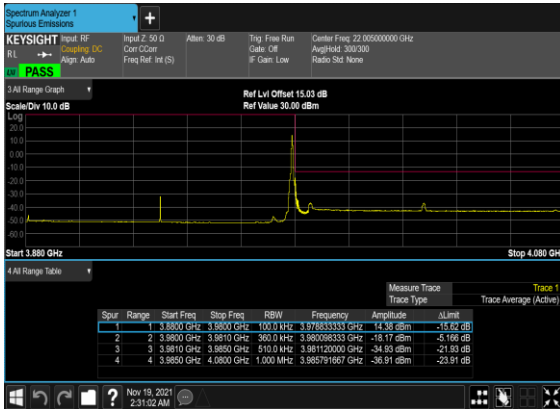 Spectrum Analyzer 1
Spurious Emissions
+
KEYSIGHT Input: RF Input Z: 50 Ω Atten: 30 dB Trig: Free Run Center Freq: 22.005000000 GHz
RL Coupling: DC Corr CCorr Gate: Off Avg|Hold: 300/300
Align: Auto Freq Ref: Int (S) IF Gain: Low Radio Std: None
PASS
3 All Range Graph
Ref Lvl Offset 15.03 dB
Scale/Div 10.0 dB Ref Value 30.00 dBm
Log
20.0
10.0
0.00
-10.0
-20.0
-30.0
-40.0
-50.0
-60.0
Start 3.880 GHz Stop 4.080 GH
4 All Range Table
Measure Trace Trace 1
Trace Type Trace Average (Active)
Spur Range Start Freq Stop Freq RBW Frequency Amplitude ΔLimit
1 1 3.8800 GHz 3.9800 GHz 100.0 kHz 3.978833333 GHz 14.38 dBm -15.62 dB
2 2 3.9800 GHz 3.9810 GHz 360.0 kHz 3.980098333 GHz -18.17 dBm -5.166 dB
3 3 3.9810 GHz 3.9850 GHz 510.0 kHz 3.981120000 GHz -34.93 dBm -21.93 dB
4 4 3.9850 GHz 4.0800 GHz 1.000 MHz 3.985791667 GHz -36.91 dBm -23.91 dB
?
Nov 19, 2021
2:31:02 AM